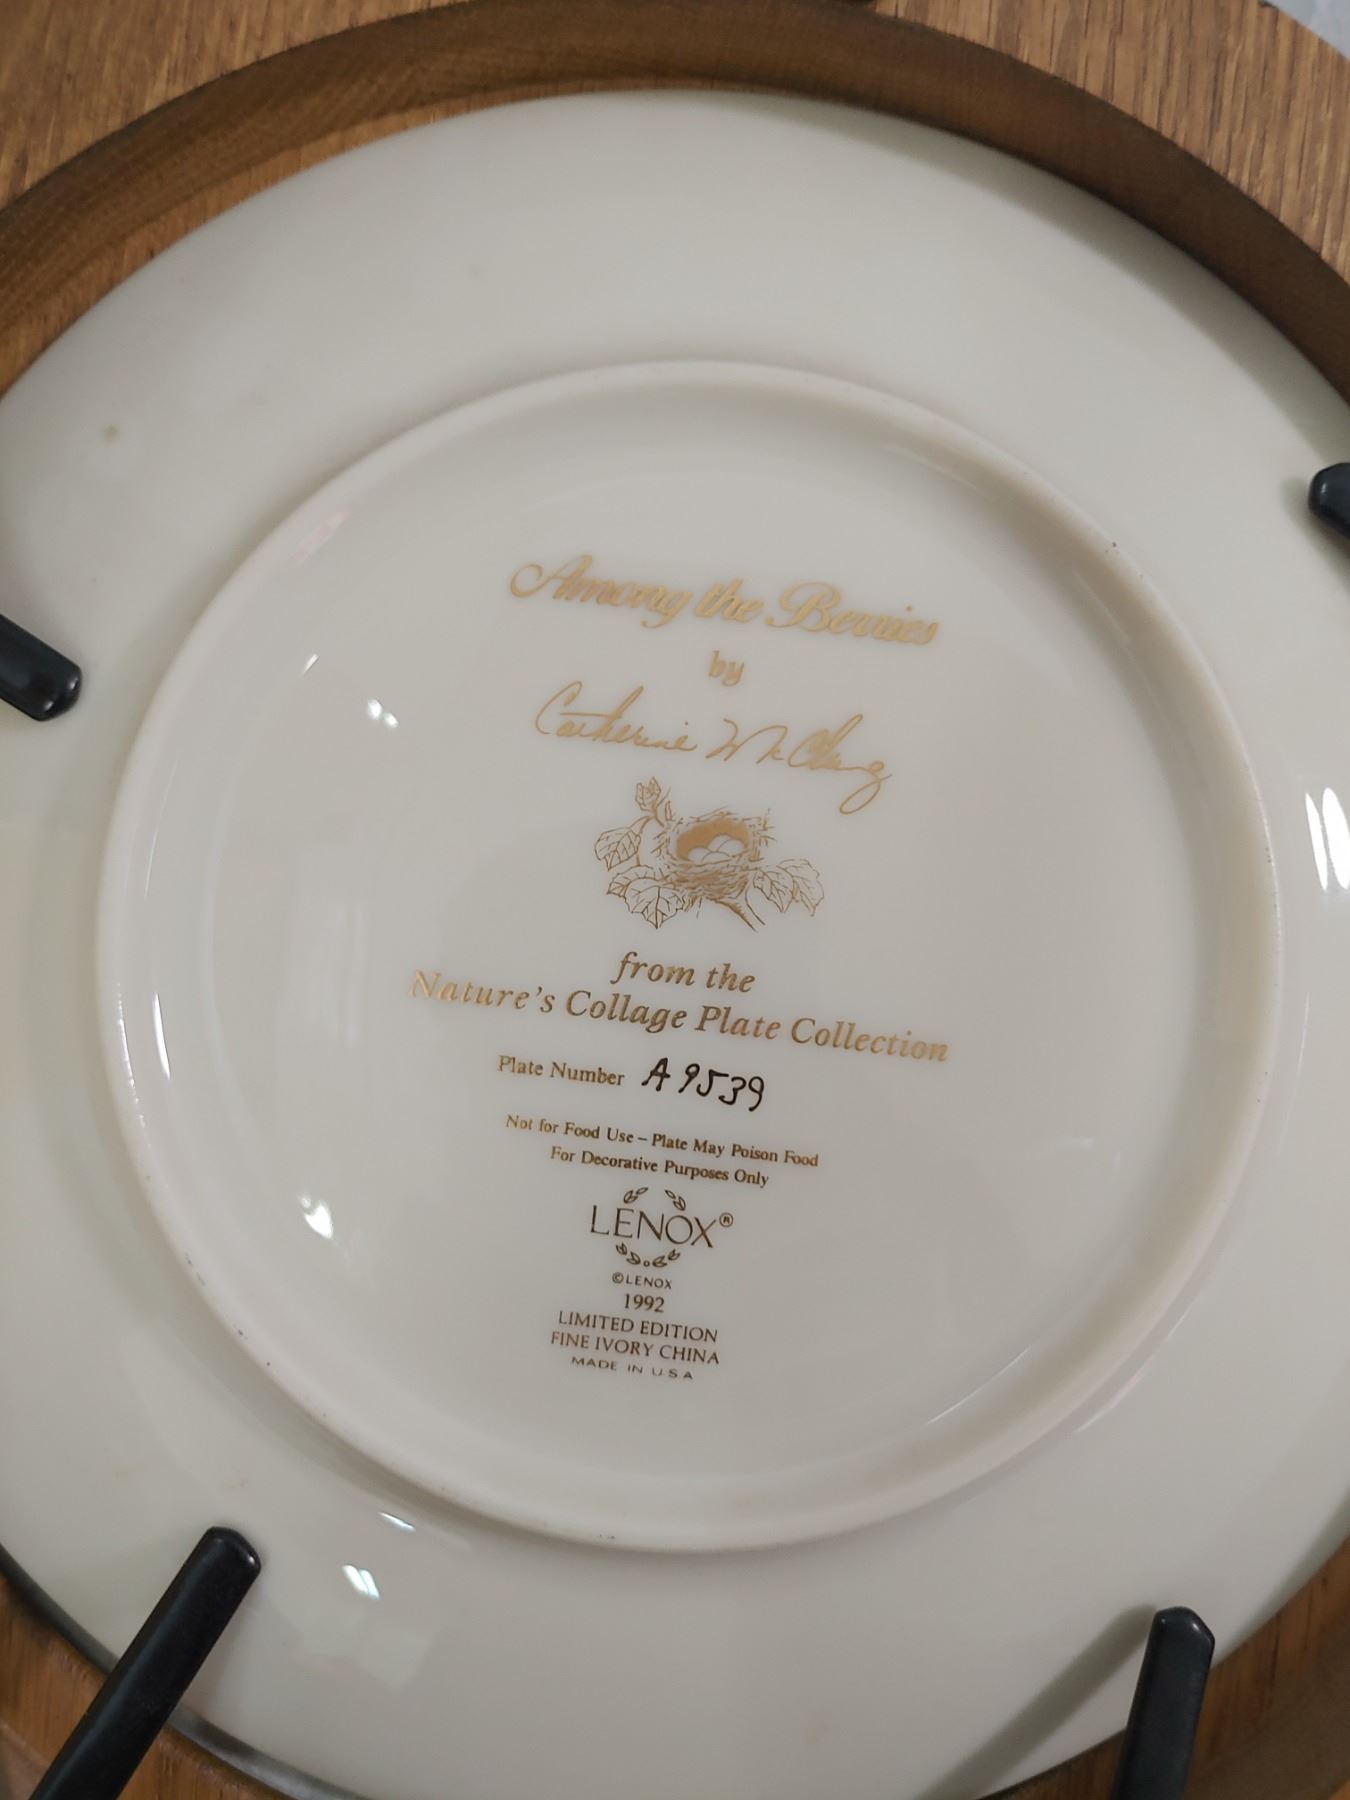 Among the Berries
by
Catherine McClung
from the
Nature's Collage Plate Collection
Plate Number A9539
Not for Food Use – Plate May Poison Food
For Decorative Purposes Only
LENOX®
©LENOX
1992
LIMITED EDITION
FINE IVORY CHINA
MADE IN U.S.A